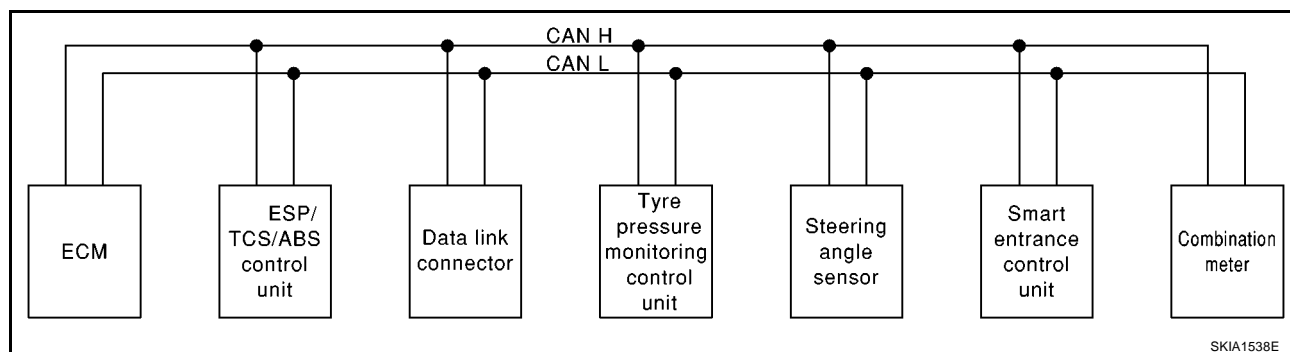 CAN H
CAN L
ECM
ESP/
TCS/ABS
control
unit
Data link
connector
Tyre
pressure
monitoring
control
unit
Steering
angle
sensor
Smart
entrance
control
unit
Combination
meter
SKIA1538E